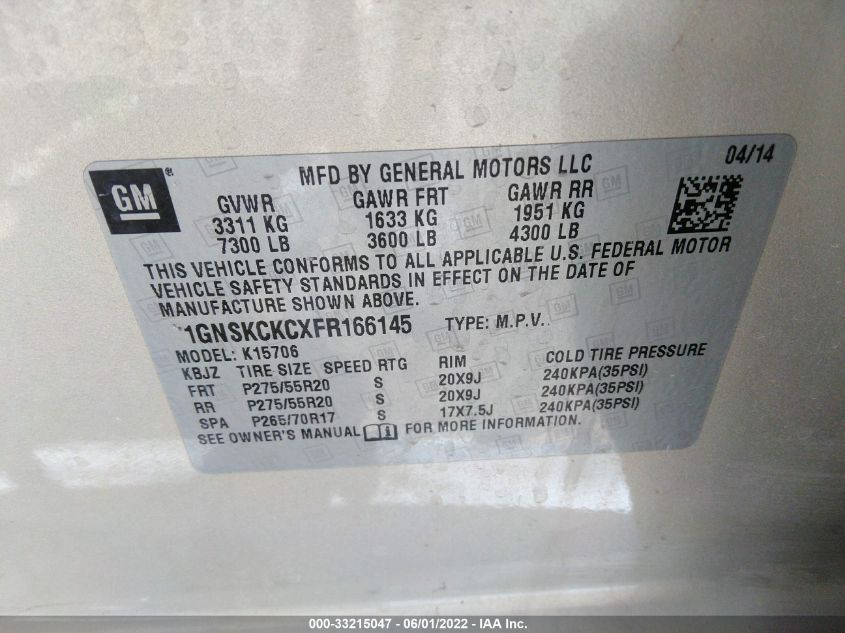 GM®
MFD BY GENERAL MOTORS LLC 04/14
GVWR GAWR FRT GAWR RR
3311 KG 1633 KG 1951 KG
7300 LB 3600 LB 4300 LB
THIS VEHICLE CONFORMS TO ALL APPLICABLE U.S. FEDERAL MOTOR
VEHICLE SAFETY STANDARDS IN EFFECT ON THE DATE OF
MANUFACTURE SHOWN ABOVE.
*1GNSKCKCXFR166145 TYPE: M.P.V.
MODEL: K15706
KBJZ TIRE SIZE SPEED RTG RIM COLD TIRE PRESSURE
FRT P275/55R20 S 20X9J 240KPA(35PSI)
RR P275/55R20 S 20X9J 240KPA(35PSI)
SPA P265/70R17 S 17X7.5J 240KPA(35PSI)
SEE OWNER'S MANUAL FOR MORE INFORMATION.
000-33215047 - 06/01/2022 - IAA Inc.